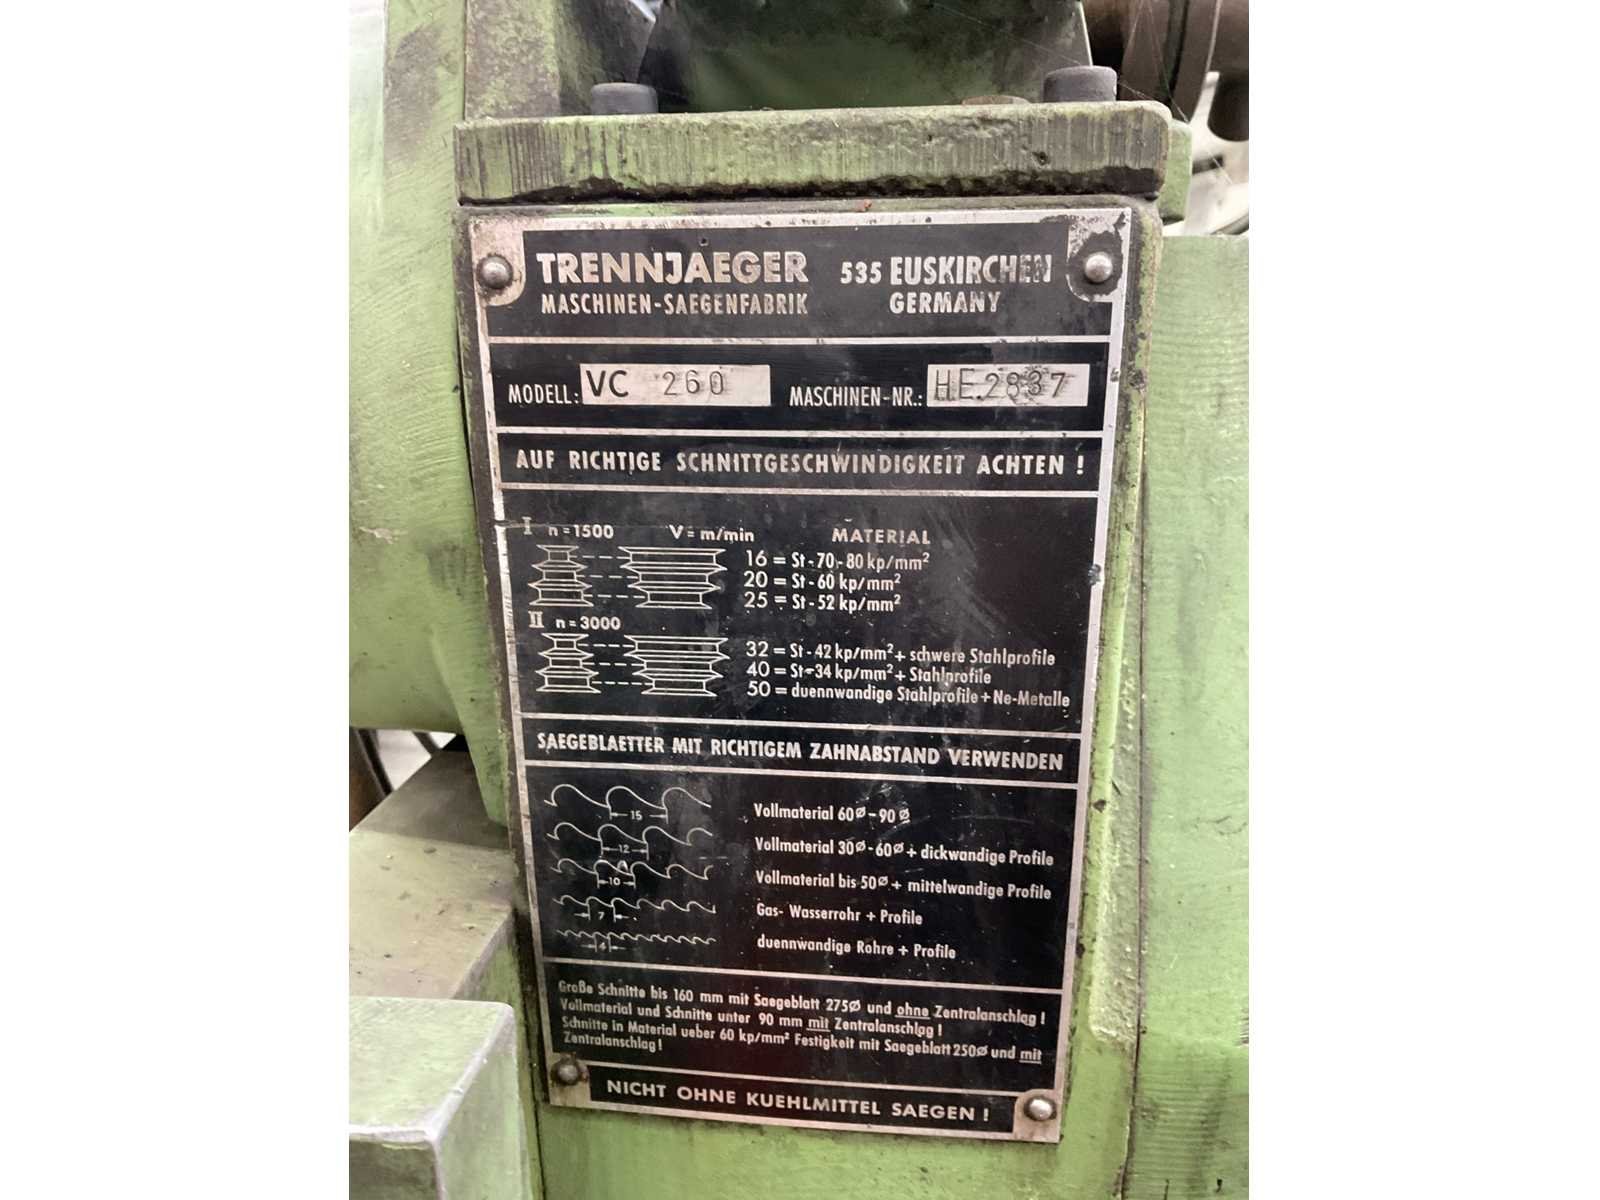 TRENNJAEGER 535 EUSKIRCHEN
MASCHINEN-SAEGENFABRIK GERMANY
MODELL: VC 260 MASCHINEN-NR.: HE.2837
AUF RICHTIGE SCHNITTGESCHWINDIGKEIT ACHTEN !
I n=1500 V=m/min MATERIAL
16 = St-70-80 kp/mm²
20 = St-60 kp/mm²
25 = St-52 kp/mm²
II n=3000
32 = St-42 kp/mm² + schwere Stahlprofile
40 = St-34 kp/mm² + Stahlprofile
50 = duennwandige Stahlprofile + Ne-Metalle
SAEGEBLAETTER MIT RICHTIGEM ZAHNABSTAND VERWENDEN
15 Vollmaterial 60ø-90ø
12 Vollmaterial 30ø-60ø + dickwandige Profile
10 Vollmaterial bis 50ø + mittelwandige Profile
7 Gas- Wasserrohr + Profile
4 duennwandige Rohre + Profile
Große Schnitte bis 160 mm mit Saegeblatt 275ø und ohne Zentralanschlag !
Vollmaterial und Schnitte unter 90 mm mit Zentralanschlag !
Schnitte in Material ueber 60 kp/mm² Festigkeit mit Saegeblatt 250ø und mit
Zentralanschlag !
NICHT OHNE KUEHLMITTEL SAEGEN !